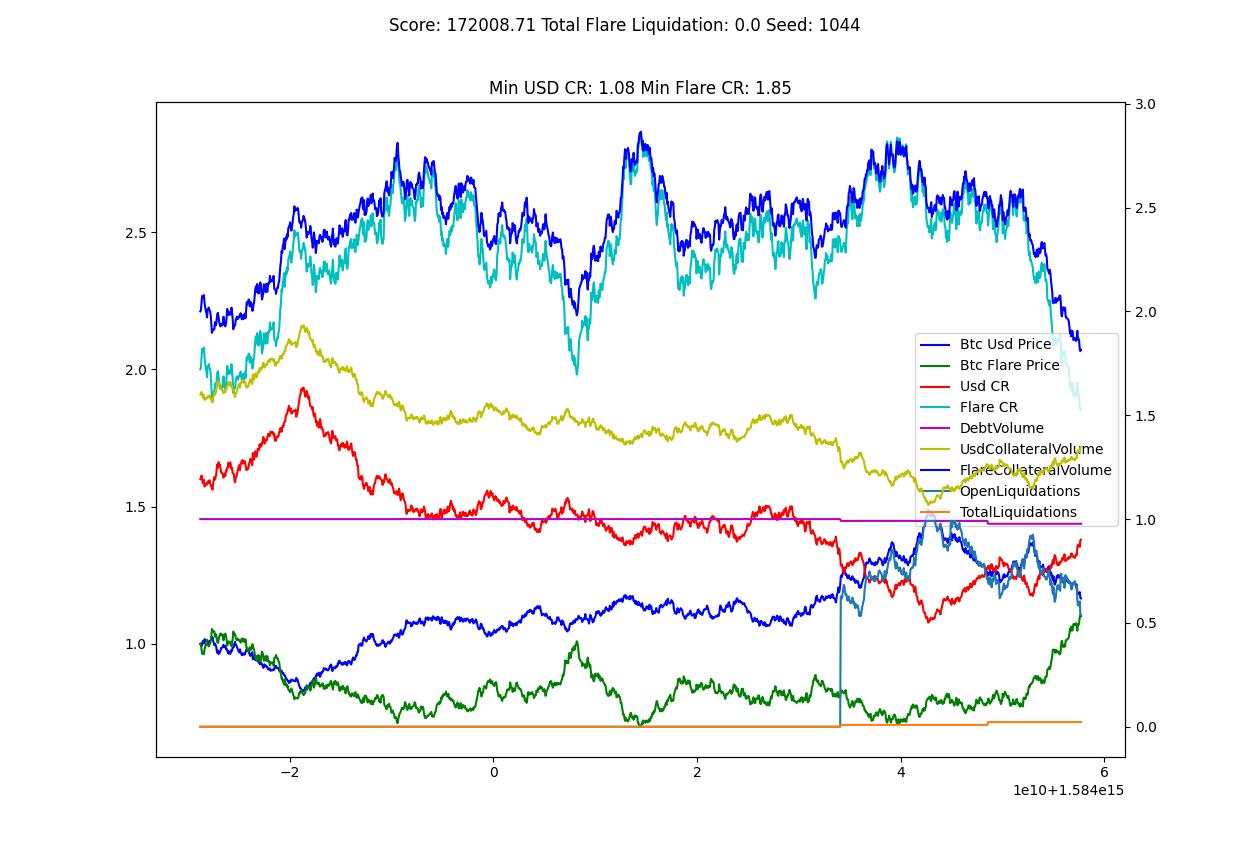 Score: 172008.71 Total Flare Liquidation: 0.0 Seed: 1044
Min USD CR: 1.08 Min Flare CR: 1.85
3.0
2.5
2.5
2.0
2.0
1.5
1.5
1.0
1.0
0.5
0.0
Btc Usd Price
Btc Flare Price
Usd CR
Flare CR
DebtVolume
UsdCollateralVolume
FlareCollateralVolume
OpenLiquidations
TotalLiquidations
−2 0 2 4 6
1e10+1.584e15